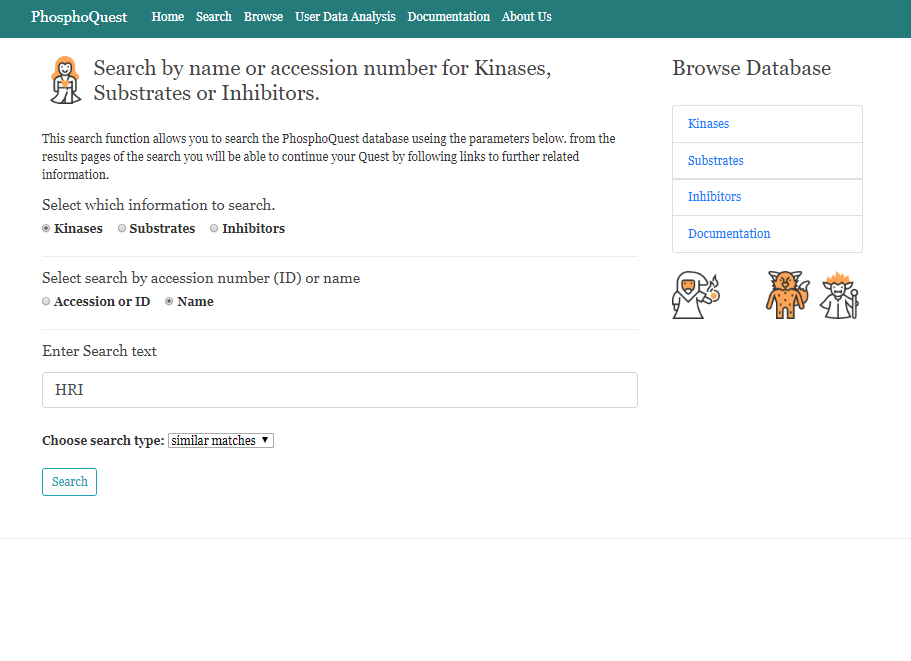 PhosphoQuest Home Search Browse User Data Analysis Documentation About Us
Search by name or accession number for Kinases,
Substrates or Inhibitors.
This search function allows you to search the PhosphoQuest database useing the parameters below. from the
results pages of the search you will be able to continue your Quest by following links to further related
information.
Select which information to search.
Kinases Substrates Inhibitors
Select search by accession number (ID) or name
Accession or ID Name
Enter Search text
HRI
Choose search type: similar matches
Search
Browse Database
Kinases
Substrates
Inhibitors
Documentation